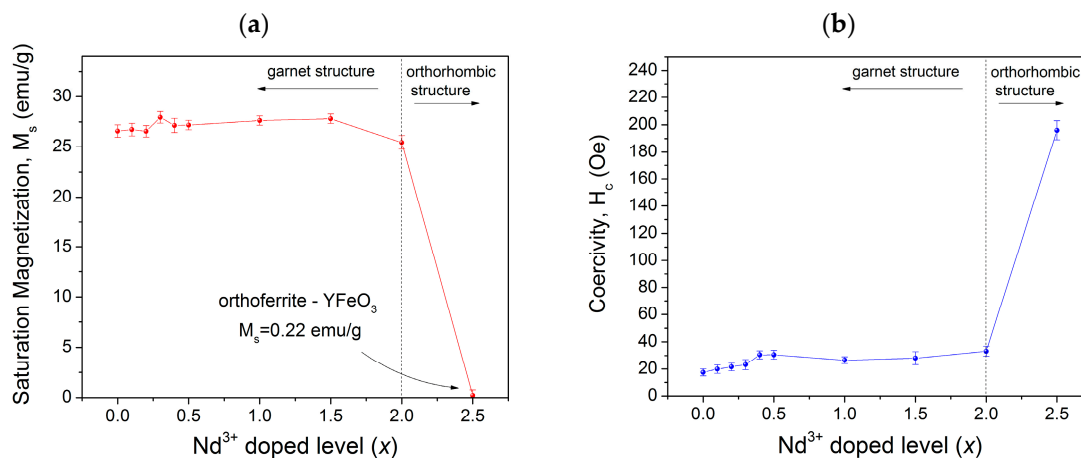 (a)
Saturation Magnetization, Mₛ (emu/g)
30
25
20
15
10
5
0
garnet structure
orthorhombic
structure
orthoferrite - YFeO₃
Mₛ=0.22 emu/g
0.0 0.5 1.0 1.5 2.0 2.5
Nd³⁺ doped level (x)
(b)
Coercivity, H꜀ (Oe)
240
220
200
180
160
140
120
100
80
60
40
20
0
garnet structure
orthorhombic
structure
0.0 0.5 1.0 1.5 2.0 2.5
Nd³⁺ doped level (x)